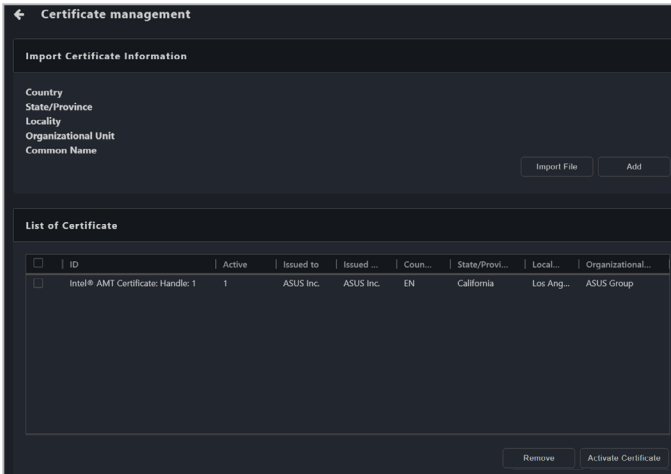 Certificate management
Import Certificate Information
Country
State/Province
Locality
Organizational Unit
Common Name
Import File Add
List of Certificate
ID Active Issued to Issued ... Coun... State/Provi... Local... Organizational...
Intel® AMT Certificate: Handle: 1 1 ASUS Inc. ASUS Inc. EN California Los Ang... ASUS Group
Remove Activate Certificate